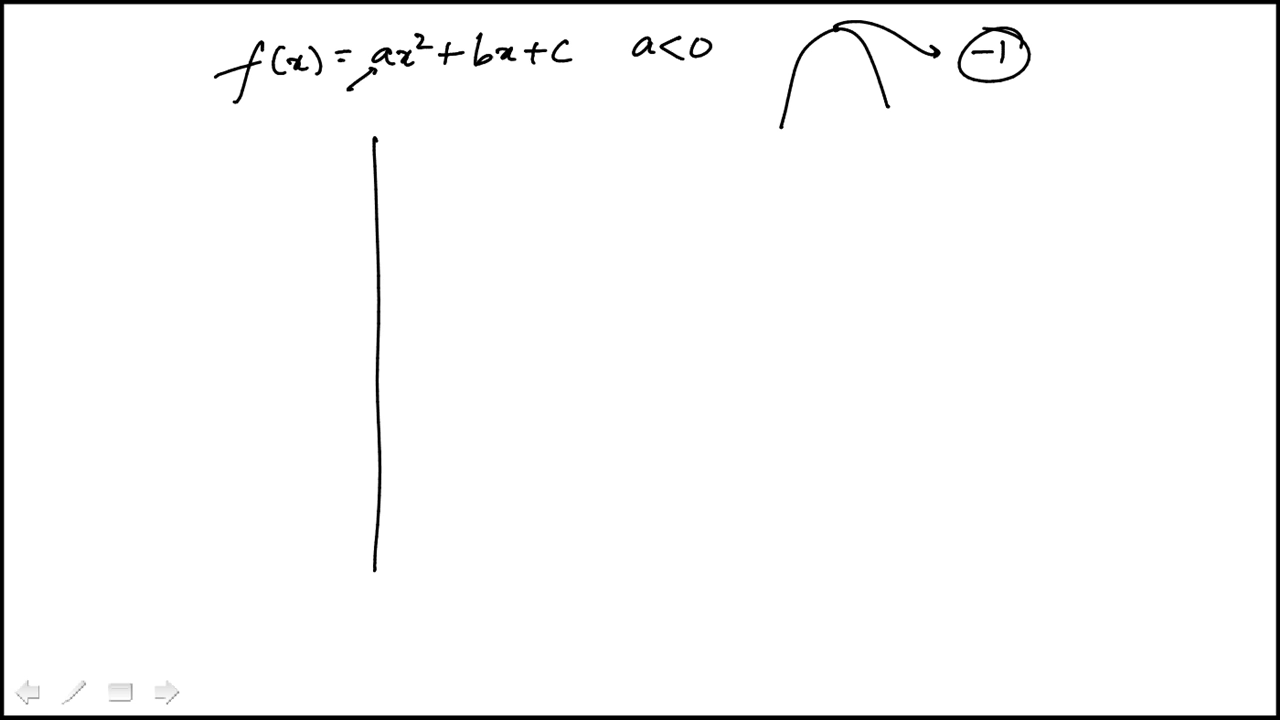 f(x) = ax²+bx+c a<0 -1